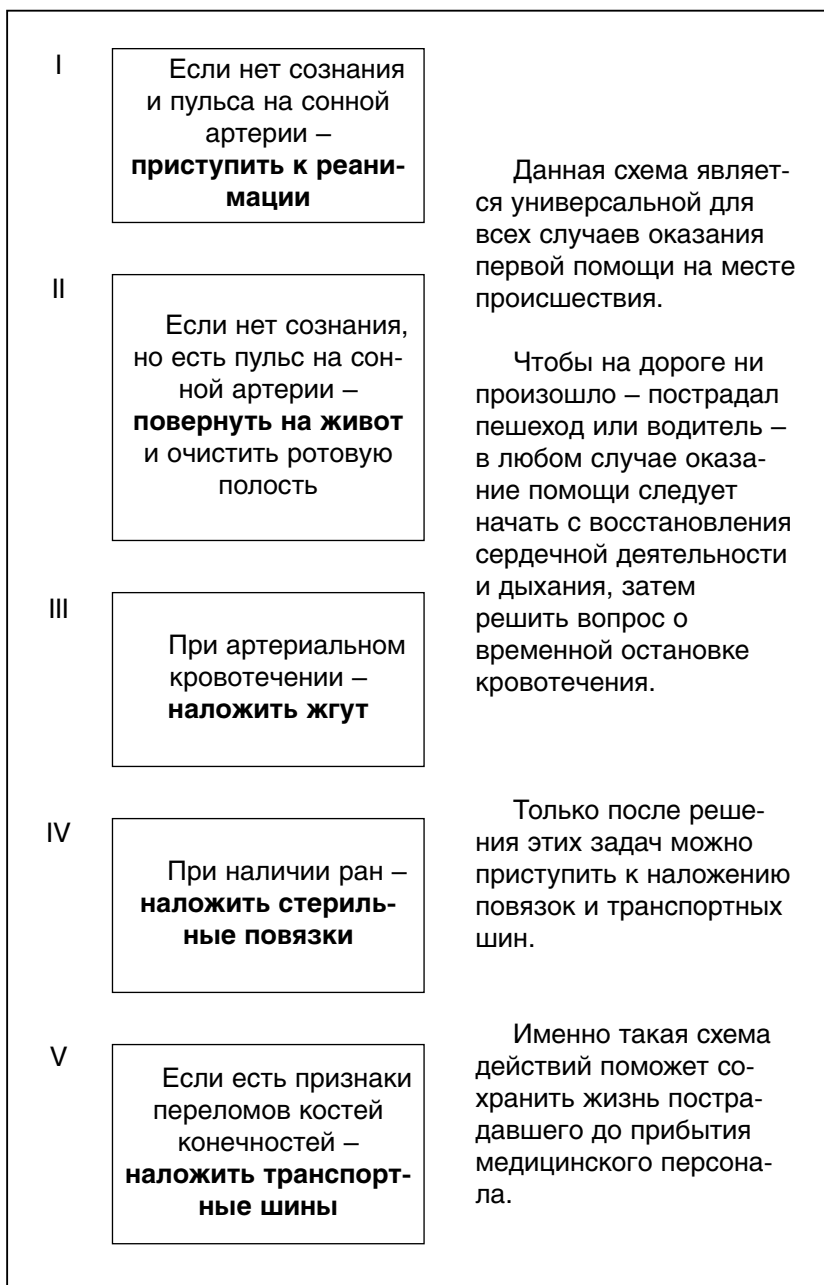 I
Если нет сознания
и пульса на сонной
артерии –
приступить к реани-
мации
II
Если нет сознания,
но есть пульс на сон-
ной артерии –
повернуть на живот
и очистить ротовую
полость
III
При артериальном
кровотечении –
наложить жгут
IV
При наличии ран –
наложить стериль-
ные повязки
V
Если есть признаки
переломов костей
конечностей –
наложить транспорт-
ные шины
Данная схема являет-
ся универсальной для
всех случаев оказания
первой помощи на месте
происшествия.
Чтобы на дороге ни
произошло – пострадал
пешеход или водитель –
в любом случае оказа-
ние помощи следует
начать с восстановления
сердечной деятельности
и дыхания, затем
решить вопрос о
временной остановке
кровотечения.
Только после реше-
ния этих задач можно
приступить к наложению
повязок и транспортных
шин.
Именно такая схема
действий поможет со-
хранить жизнь постра-
давшего до прибытия
медицинского персона-
ла.